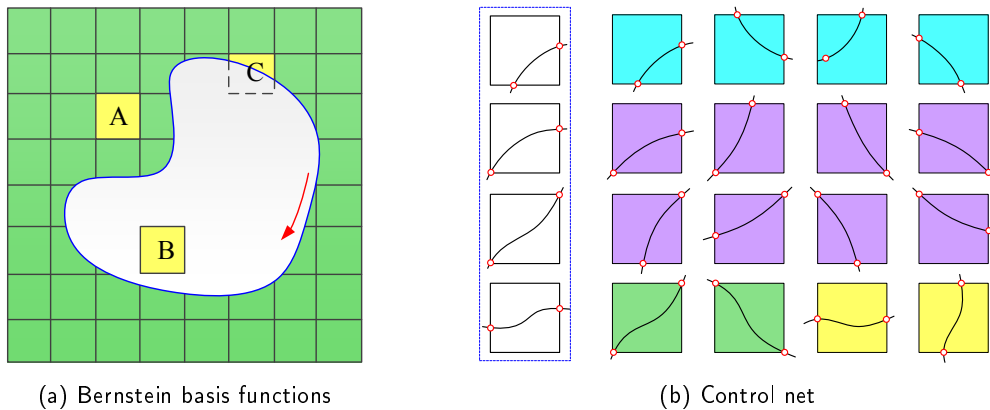 C
A
B
(a) Bernstein basis functions
(b) Control net